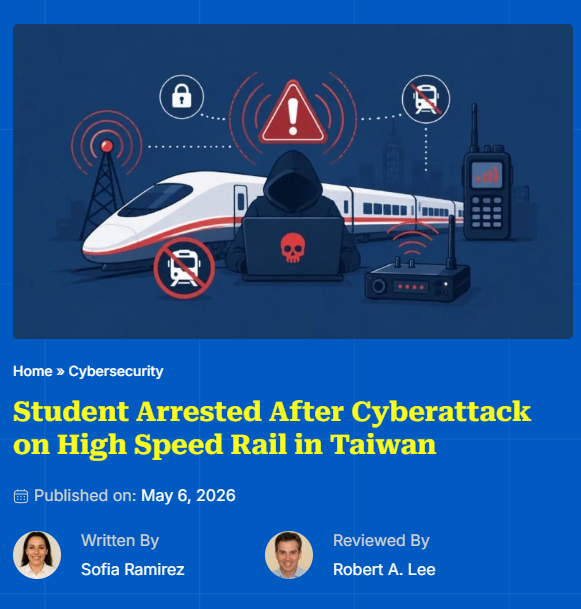 Home » Cybersecurity
Student Arrested After Cyberattack
on High Speed Rail in Taiwan
Published on: May 6, 2026
Written By
Sofia Ramirez
Reviewed By
Robert A. Lee